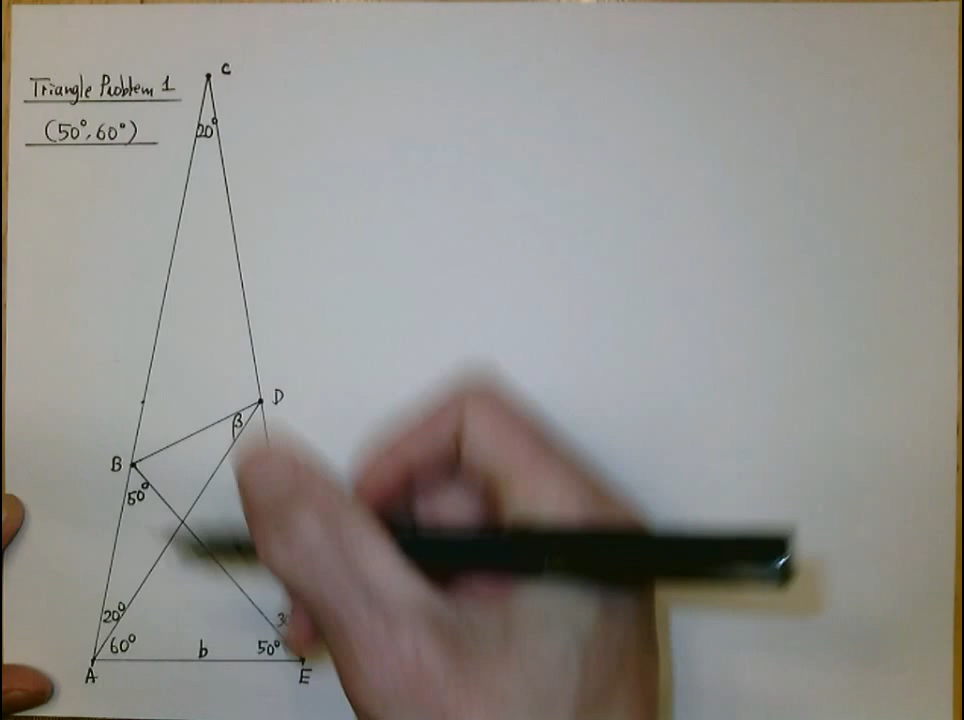 Triangle Problem 1
(50°, 60°)
C
20°
D
β
B
50°
20°
60°
b
50°
A
E